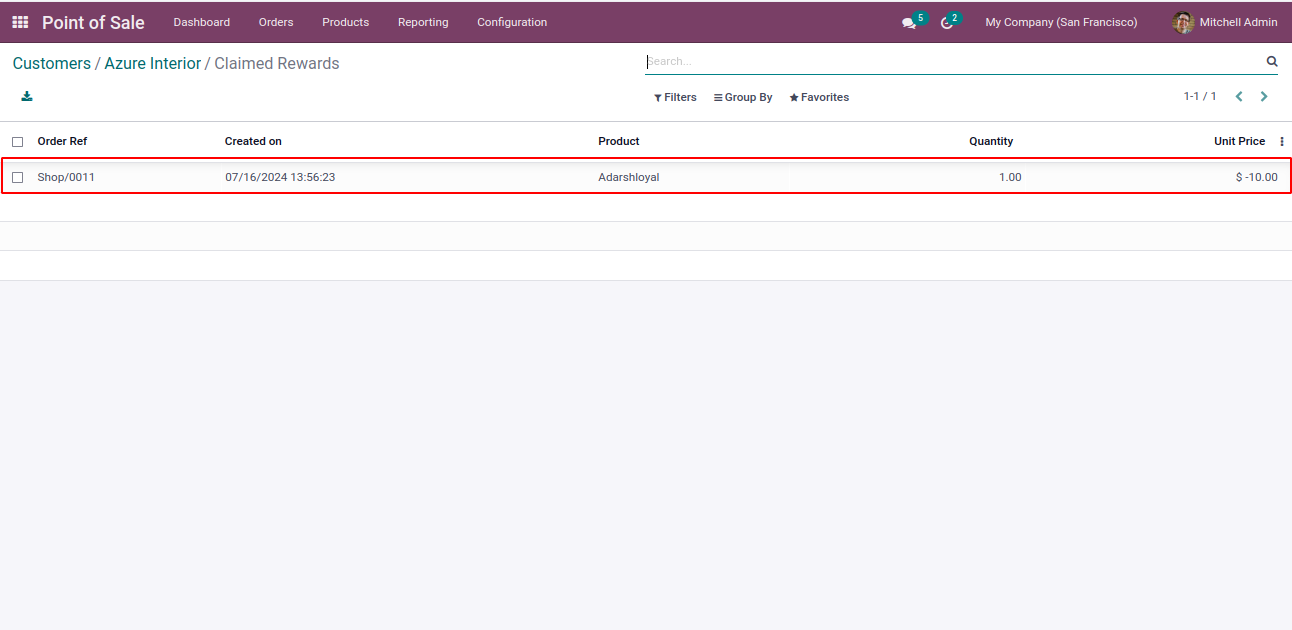 Point of Sale Dashboard Orders Products Reporting Configuration 5 2 My Company (San Francisco) Mitchell Admin
Customers / Azure Interior / Claimed Rewards Search...
Filters Group By Favorites 1-1 / 1
Order Ref Created on Product Quantity Unit Price
Shop/0011 07/16/2024 13:56:23 Adarshloyal 1.00 $ -10.00